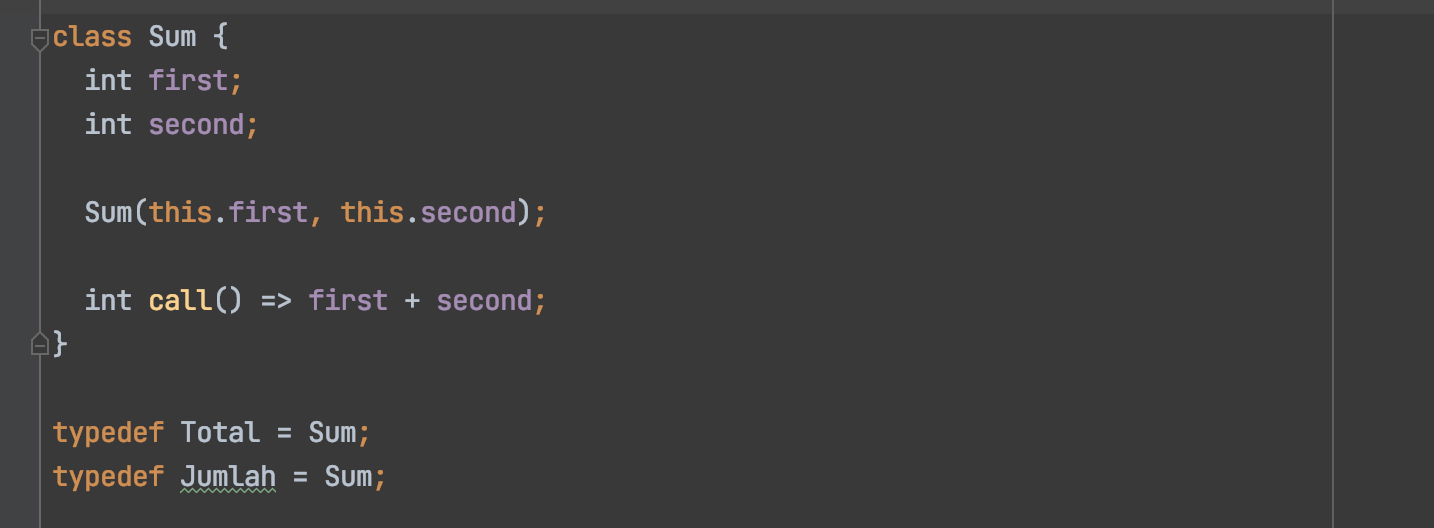 class Sum {
  int first;
  int second;

  Sum(this.first, this.second);

  int call() => first + second;
}

typedef Total = Sum;
typedef Jumlah = Sum;